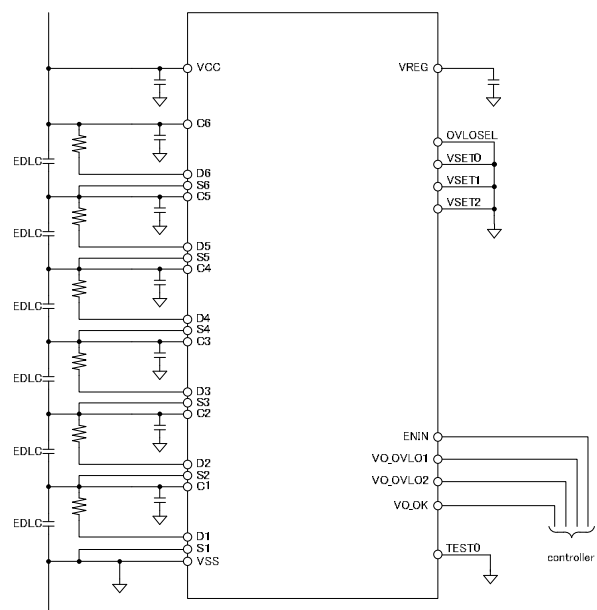 VCC
C6
EDLC
D6
S6
C5
EDLC
D5
S5
C4
EDLC
D4
S4
C3
EDLC
D3
S3
C2
EDLC
D2
S2
C1
EDLC
D1
S1
VSS
VREG
OVLOSEL
VSET0
VSET1
VSET2
ENIN
VO_OVLO1
VO_OVLO2
VO_OK
TEST0
controller